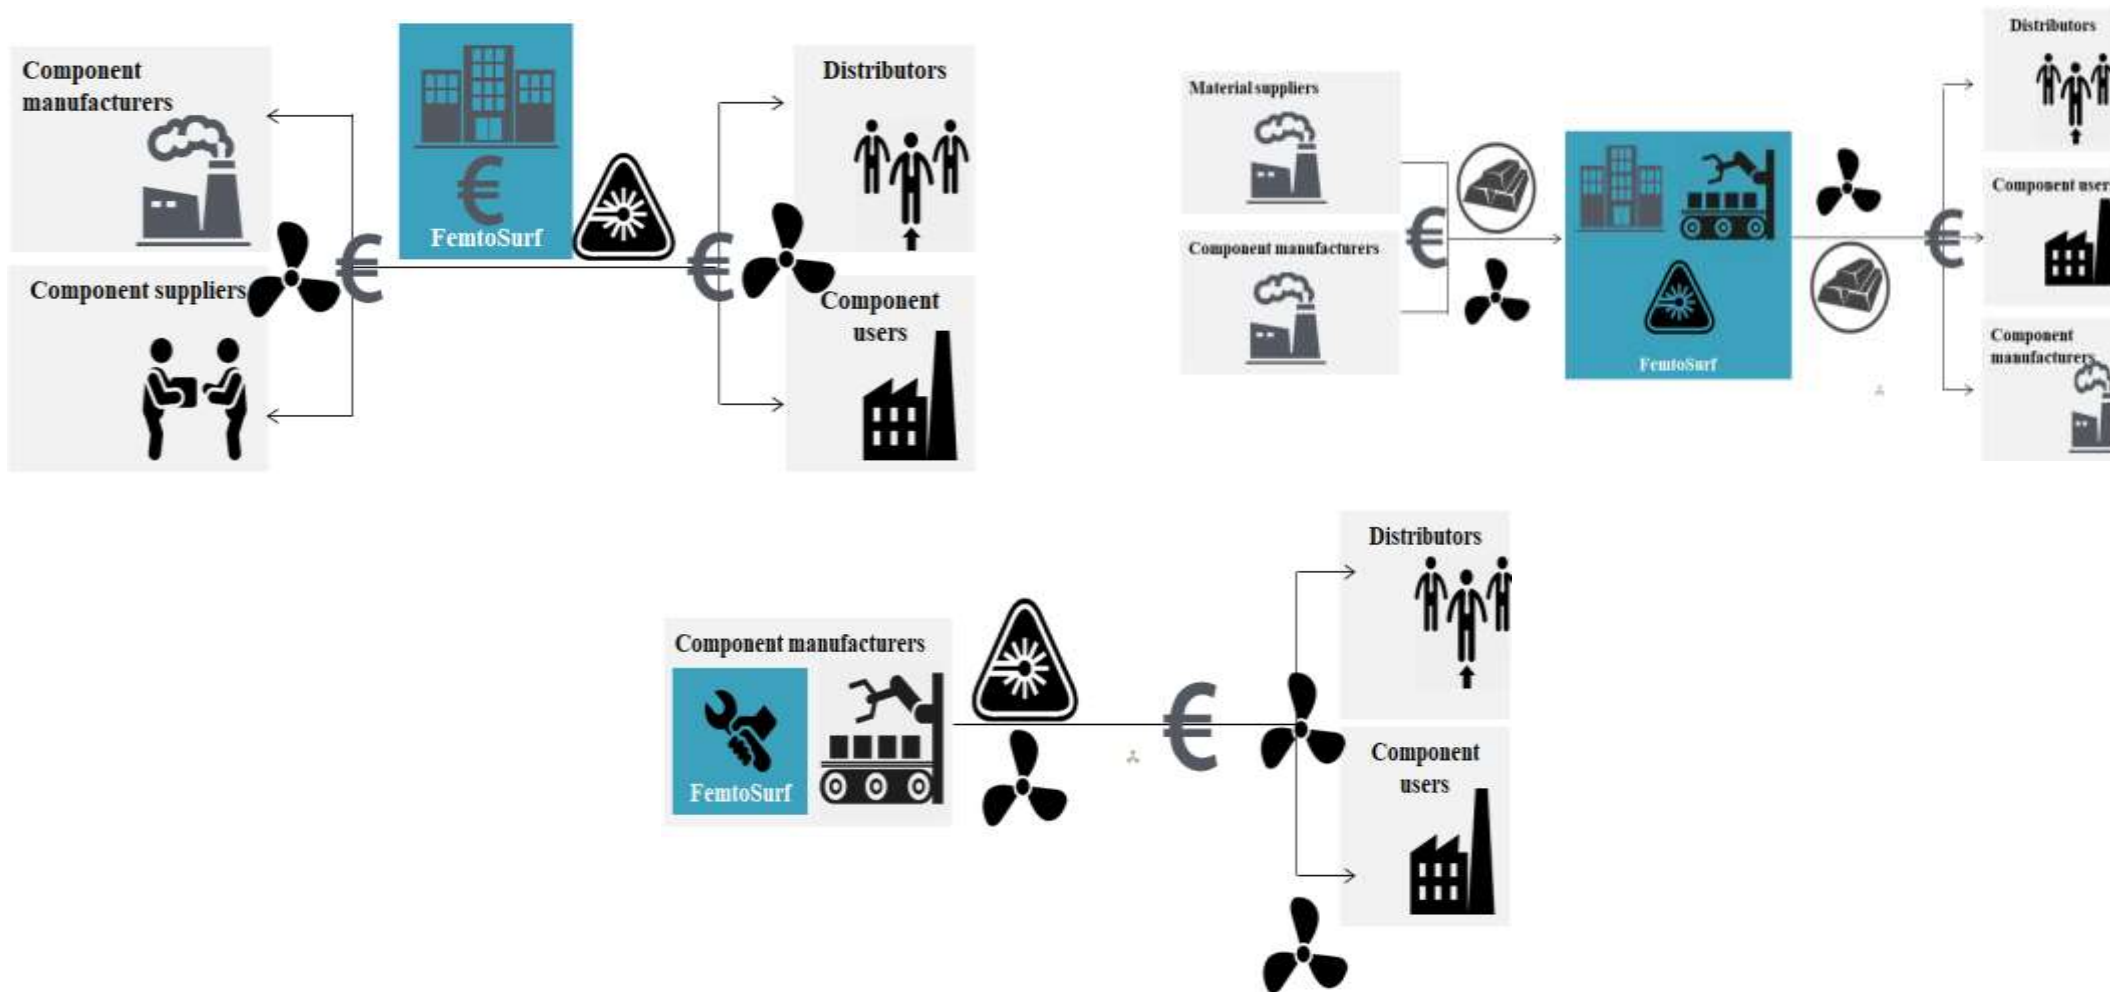 Component
manufacturers
€
FemtoSurf
Distributors
Component suppliers
€
€
Component
users
Material suppliers
Component manufacturers
€
FemtoSurf
Distributors
€
Component
manufacturers
Component manufacturers
FemtoSurf
€
Distributors
Component
users